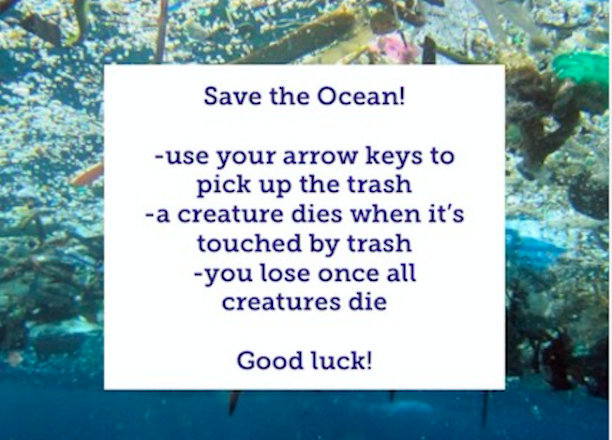 Save the Ocean!
-use your arrow keys to
pick up the trash
-a creature dies when it's
touched by trash
-you lose once all
creatures die
Good luck!